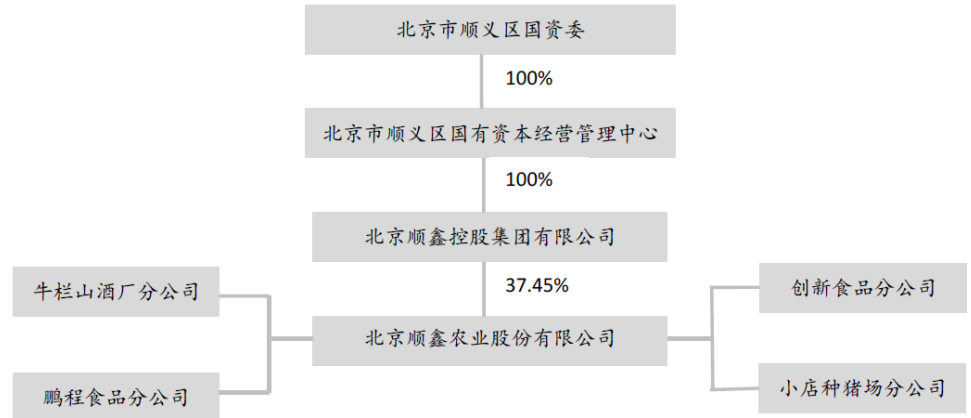 北京市顺义区国资委
100%
北京市顺义区国有资本经营管理中心
100%
北京顺鑫控股集团有限公司
37.45%
牛栏山酒厂分公司
创新食品分公司
北京顺鑫农业股份有限公司
鹏程食品分公司
小店种猪场分公司